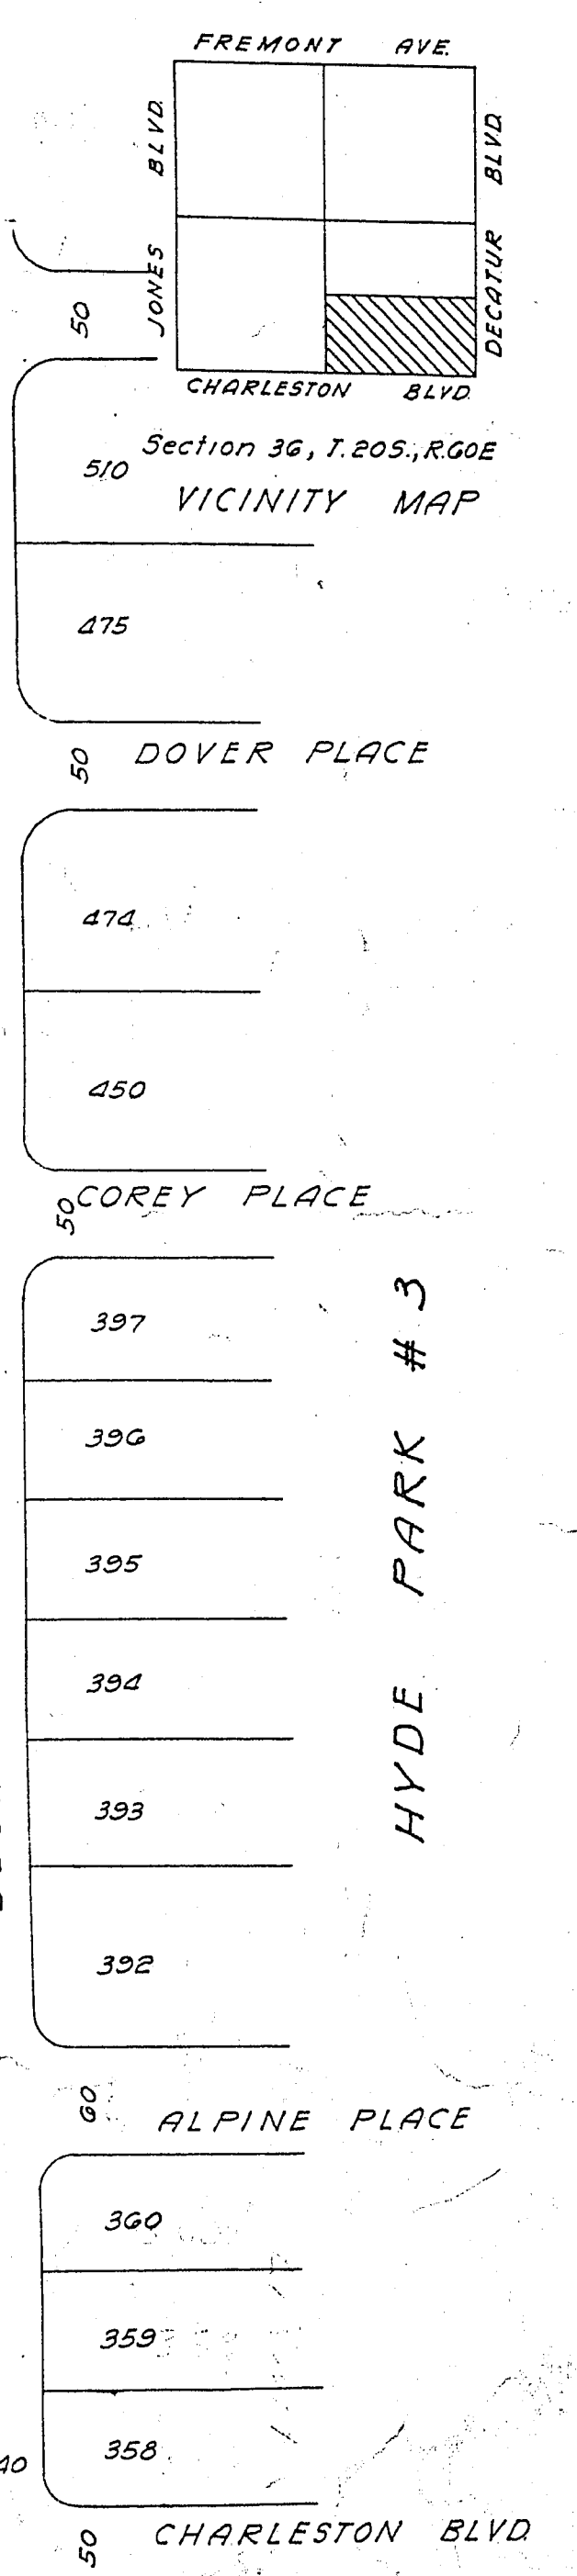 FREMONT AVE.
JONES BLVD.
DECATUR BLVD.
CHARLESTON BLVD.
50
Section 36, T.20S., R.60E
VICINITY MAP
510
475
50 DOVER PLACE
474
450
50 COREY PLACE
397
396
395
394
393
392
HYDE PARK # 3
60 ALPINE PLACE
360
359
358
40
50 CHARLESTON BLVD.